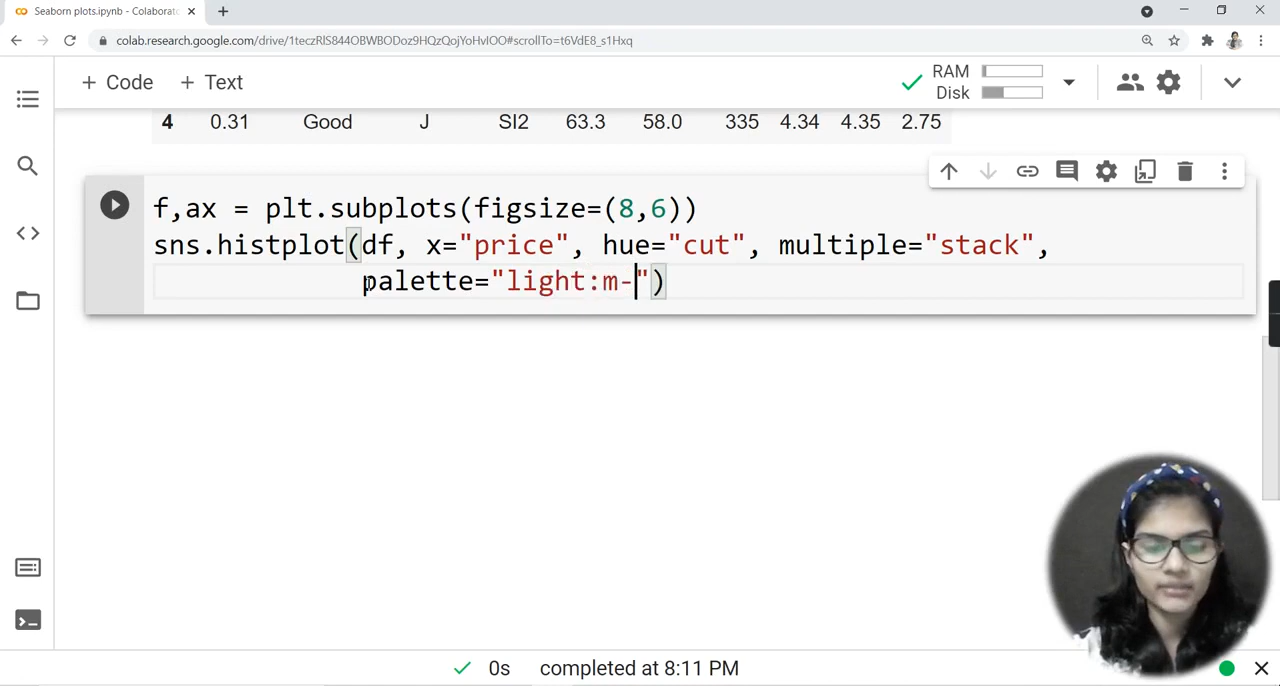 Seaborn plots.ipynb - Colaborato
colab.research.google.com/drive/1teczRlS844OBWBODoz9HQzQojYoHvlOO#scrollTo=t6VdE8_s1Hxq
+ Code + Text
RAM
Disk
4 0.31 Good J SI2 63.3 58.0 335 4.34 4.35 2.75
f,ax = plt.subplots(figsize=(8,6))
sns.histplot(df, x="price", hue="cut", multiple="stack",
palette="light:m-")
0s completed at 8:11 PM